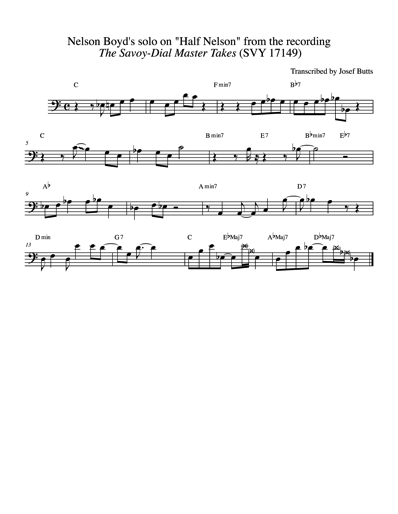 Nelson Boyd's solo on "Half Nelson" from the recording
The Savoy-Dial Master Takes (SVY 17149)
Transcribed by Josef Butts
C F min7 B♭7
5 C B min7 E7 B♭min7 E♭7
9 A♭ A min7 D7
13 D min G 7 C E♭Maj7 A♭Maj7 D♭Maj7